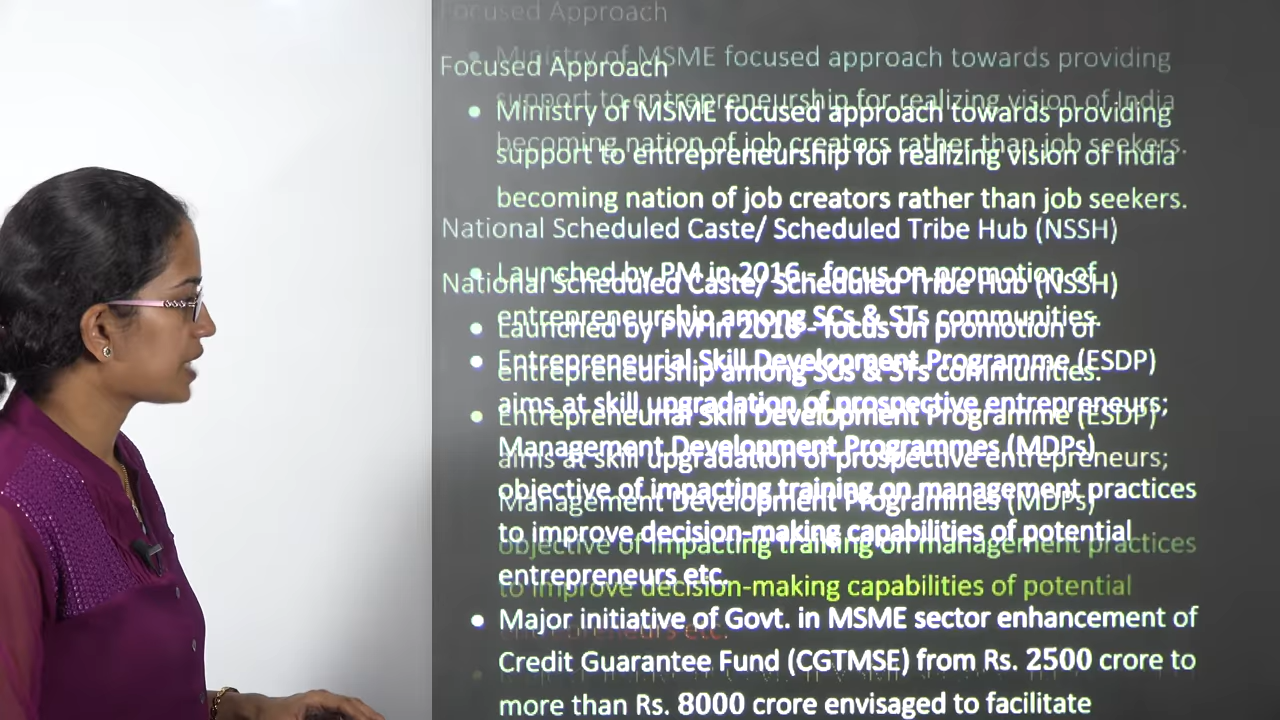 Focused Approach
• Ministry of MSME focused approach towards providing
support to entrepreneurship for realizing vision of India
becoming nation of job creators rather than job seekers.
National Scheduled Caste/ Scheduled Tribe Hub (NSSH)
• Launched by PM in 2016 - focus on promotion of
entrepreneurship among SCs & STs communities.
• Entrepreneurial Skill Development Programme (ESDP)
aims at skill upgradation of prospective entrepreneurs;
Management Development Programmes (MDPs)
objective of impacting training on management practices
to improve decision-making capabilities of potential
entrepreneurs etc.
• Major initiative of Govt. in MSME sector enhancement of
Credit Guarantee Fund (CGTMSE) from Rs. 2500 crore to
more than Rs. 8000 crore envisaged to facilitate